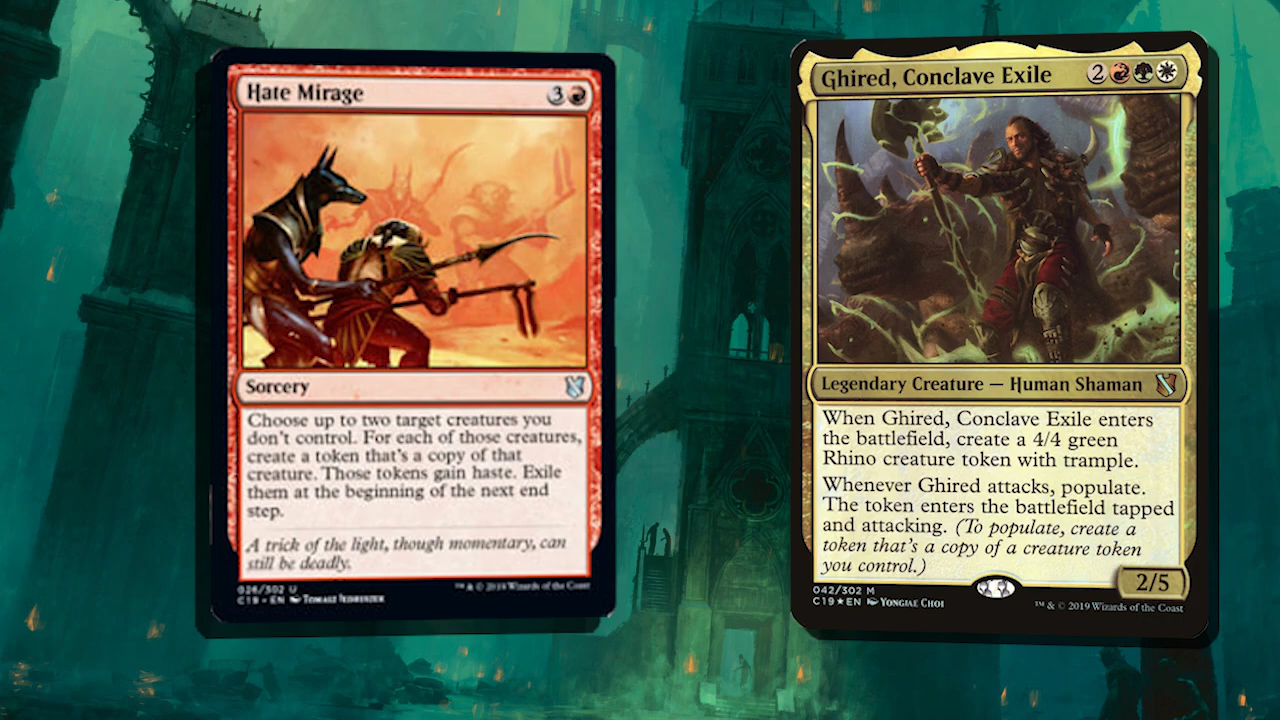 Hate Mirage
3
Sorcery
Choose up to two target creatures you
don't control. For each of those creatures,
create a token that's a copy of that
creature. Those tokens gain haste. Exile
them at the beginning of the next end
step.
A trick of the light, though momentary, can
still be deadly.
026/302 U
C19 • EN
™ & © 2019 Wizards of the Coast
Ghired, Conclave Exile
2
Legendary Creature — Human Shaman
When Ghired, Conclave Exile enters
the battlefield, create a 4/4 green
Rhino creature token with trample.
Whenever Ghired attacks, populate.
The token enters the battlefield tapped
and attacking. (To populate, create a
token that's a copy of a creature token
you control.)
2/5
042/302 M
C19★EN Yongjae Choi
™ & © 2019 Wizards of the Coast